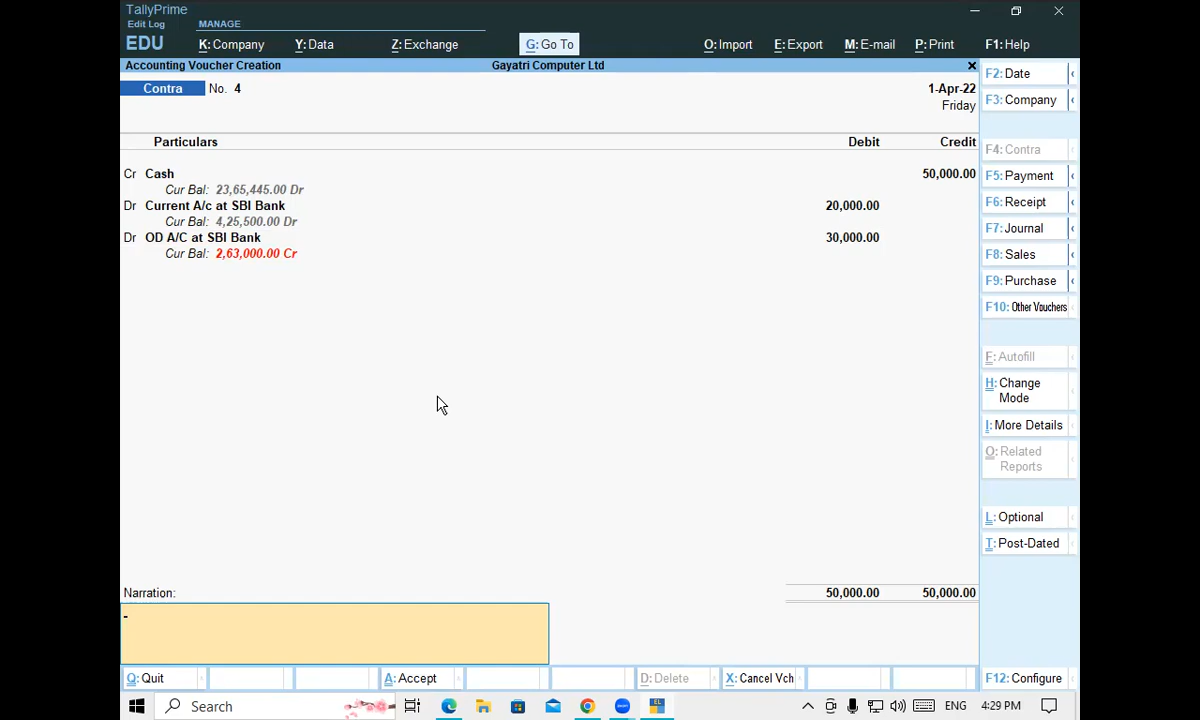 TallyPrime
Edit Log
MANAGE
EDU
K: Company
Y: Data
Z: Exchange
G: Go To
O: Import
E: Export
M: E-mail
P: Print
F1: Help
Accounting Voucher Creation
Gayatri Computer Ltd
Contra No. 4
1-Apr-22
Friday
Particulars Debit Credit
Cr Cash 50,000.00
Cur Bal: 23,65,445.00 Dr
Dr Current A/c at SBI Bank 20,000.00
Cur Bal: 4,25,500.00 Dr
Dr OD A/C at SBI Bank 30,000.00
Cur Bal: 2,63,000.00 Cr
Narration: 50,000.00 50,000.00
Q: Quit
A: Accept
D: Delete
X: Cancel Vch
F2: Date
F3: Company
F4: Contra
F5: Payment
F6: Receipt
F7: Journal
F8: Sales
F9: Purchase
F10: Other Vouchers
F: Autofill
H: Change
Mode
I: More Details
O: Related
Reports
L: Optional
T: Post-Dated
F12: Configure
Search
EL
ENG
4:29 PM